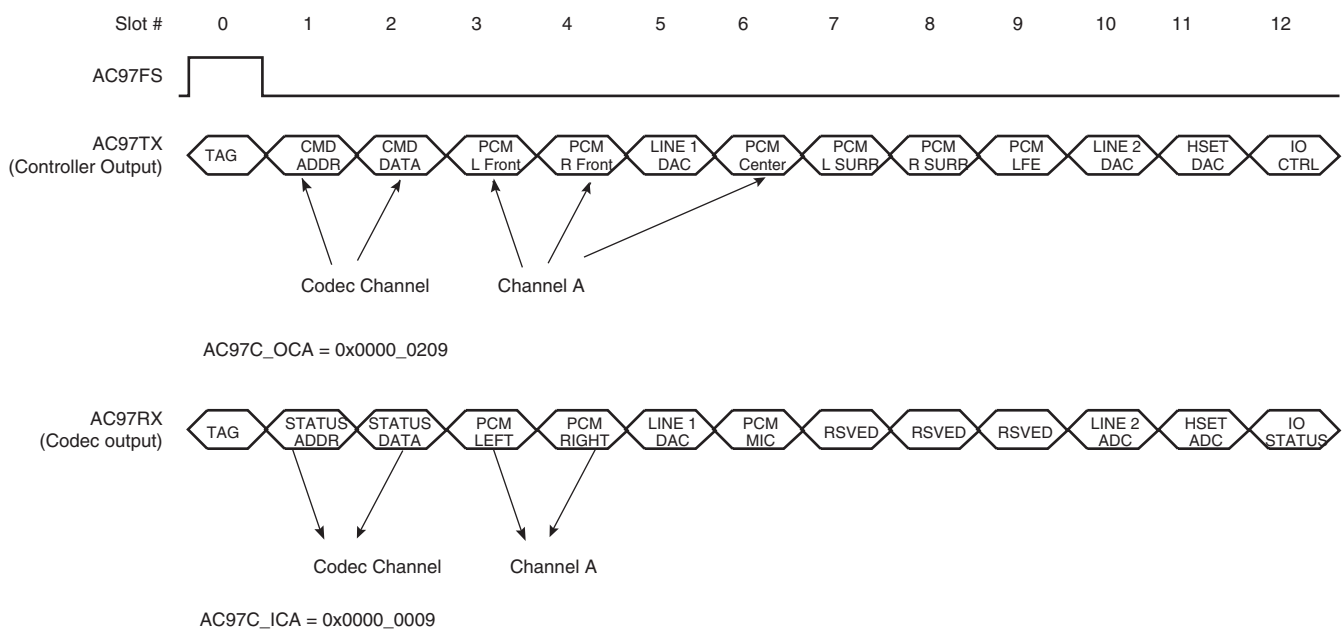 Slot # 0 1 2 3 4 5 6 7 8 9 10 11 12
AC97FS
AC97TX
(Controller Output)
TAG
CMD
ADDR
CMD
DATA
PCM
L Front
PCM
R Front
LINE 1
DAC
PCM
Center
PCM
L SURR
PCM
R SURR
PCM
LFE
LINE 2
DAC
HSET
DAC
IO
CTRL
Codec Channel
Channel A
AC97C_OCA = 0x0000_0209
AC97RX
(Codec output)
TAG
STATUS
ADDR
STATUS
DATA
PCM
LEFT
PCM
RIGHT
LINE 1
DAC
PCM
MIC
RSVED
RSVED
RSVED
LINE 2
ADC
HSET
ADC
IO
STATUS
Codec Channel
Channel A
AC97C_ICA = 0x0000_0009